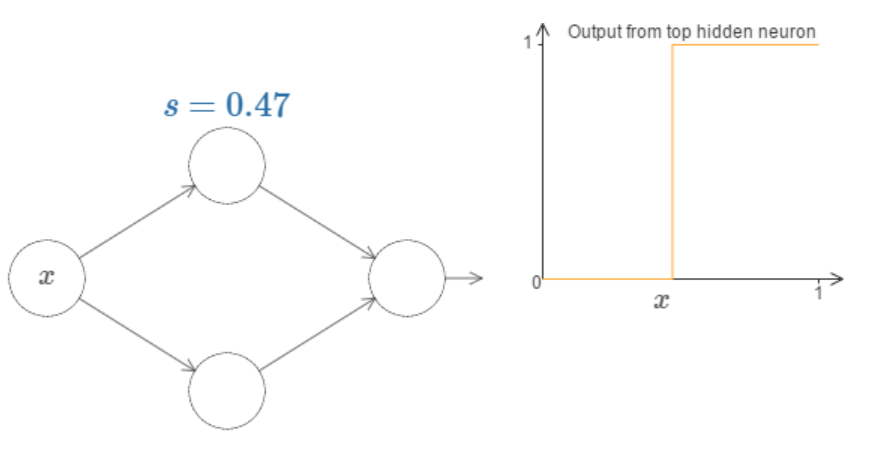 s = 0.47
x
Output from top hidden neuron
1
0
x
1